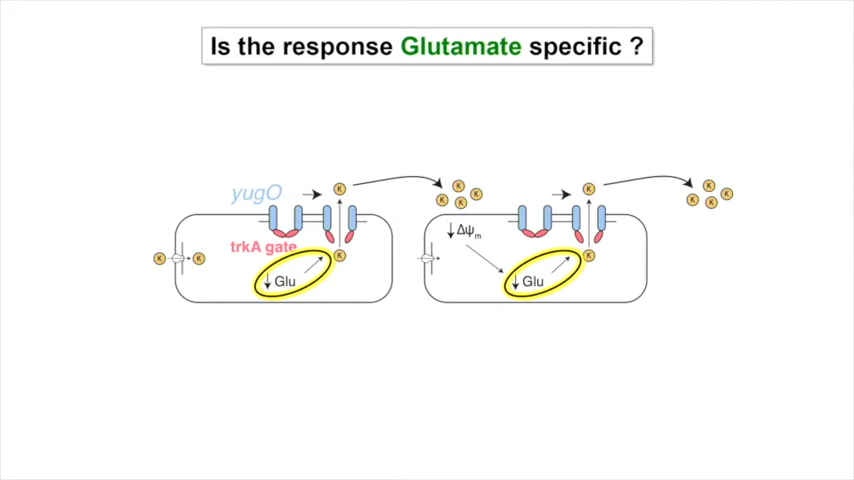 Is the response Glutamate specific ?
yugO
trkA gate
K
K
K
K
K
K
K
K
↓ Glu
↓ Δψm
K
K
K
K
K
K
↓ Glu